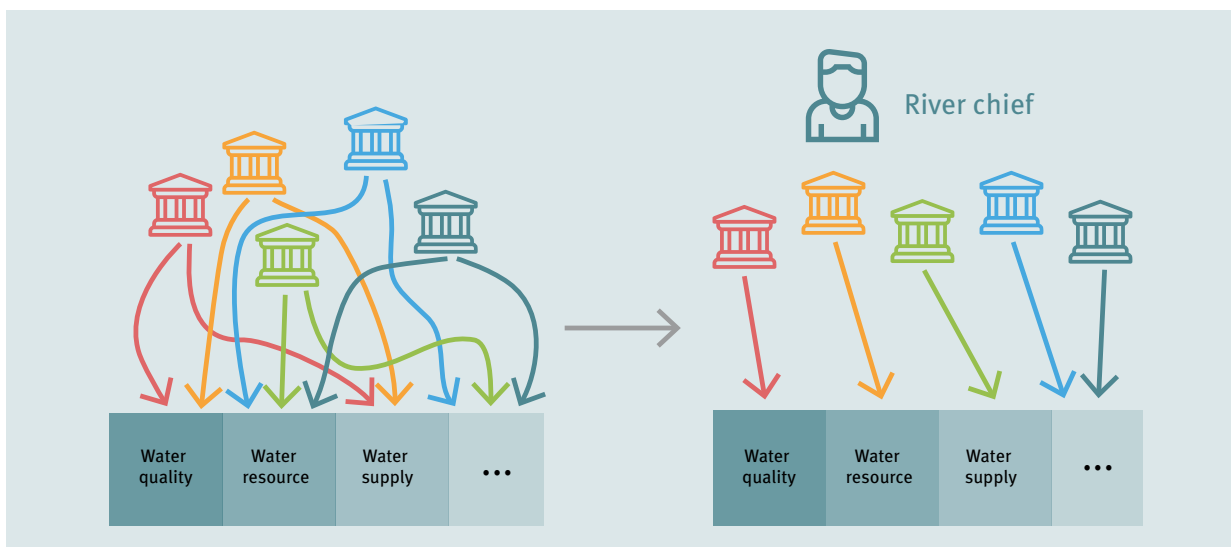 River chief
Water
quality
Water
resource
Water
supply
...
Water
quality
Water
resource
Water
supply
...